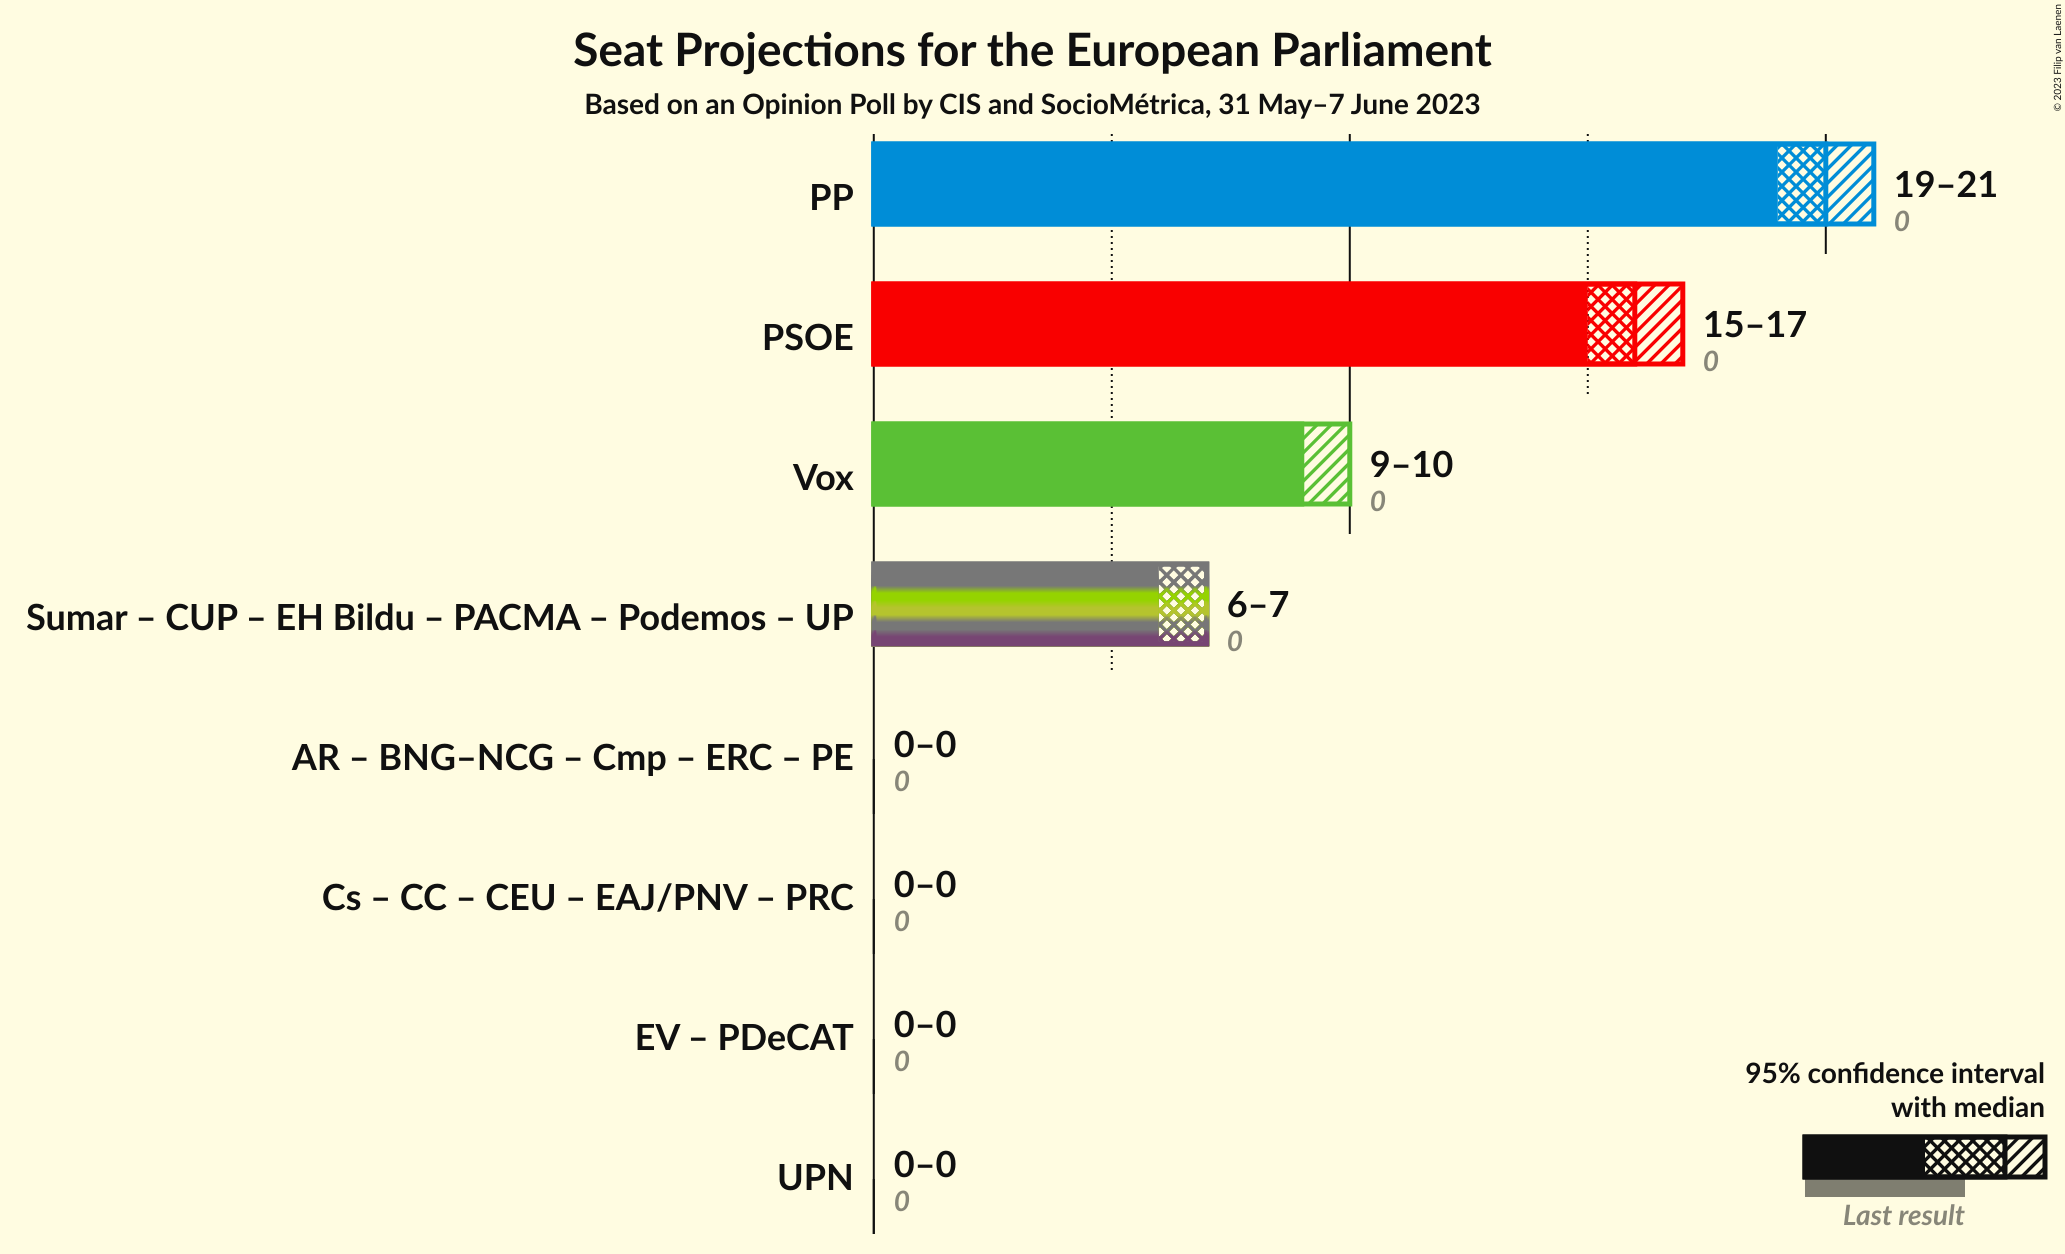 Seat Projections for the European Parliament
Based on an Opinion Poll by CIS and SocioMétrica, 31 May–7 June 2023
© 2023 Filip van Laenen
PP
19–21
0
PSOE
15–17
0
Vox
9–10
0
Sumar – CUP – EH Bildu – PACMA – Podemos – UP
6–7
0
AR – BNG–NCG – Cmp – ERC – PE
0–0
0
Cs – CC – CEU – EAJ/PNV – PRC
0–0
0
EV – PDeCAT
0–0
0
UPN
0–0
0
95% confidence interval
with median
Last result